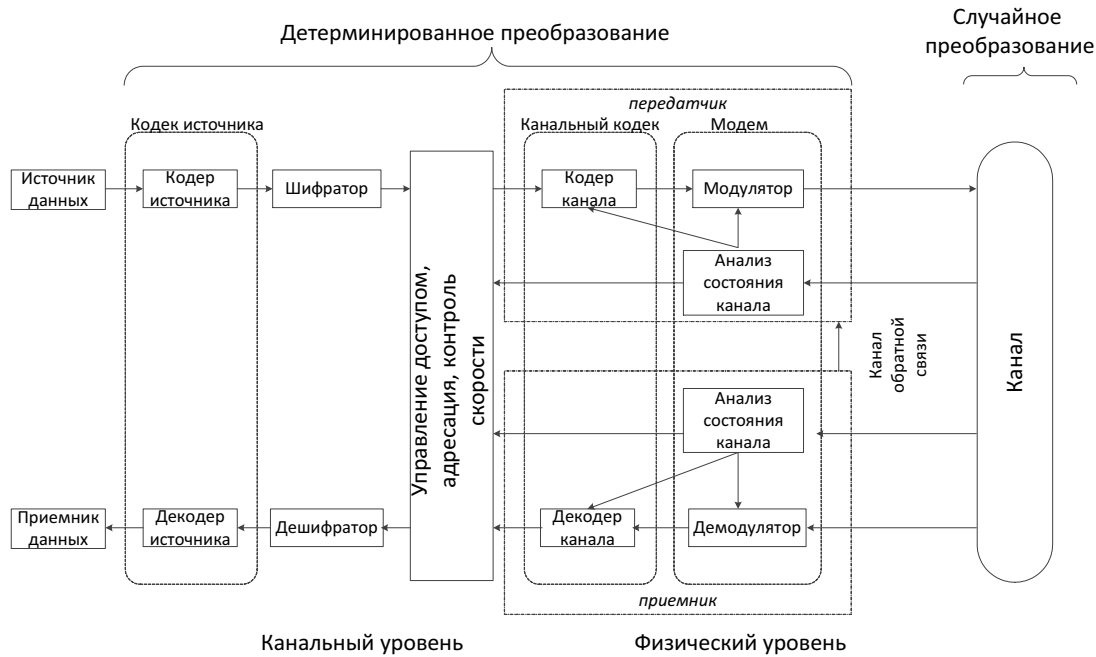 Детерминированное преобразование
Случайное
преобразование
передатчик
Кодек источника
Канальный кодек
Модем
Источник
данных
Кодер
источника
Шифратор
Кодер
канала
Модулятор
Анализ
состояния
канала
Управление доступом,
адресация, контроль
скорости
Канал
обратной
связи
Канал
Анализ
состояния
канала
Приемник
данных
Декодер
источника
Дешифратор
Декодер
канала
Демодулятор
приемник
Канальный уровень
Физический уровень